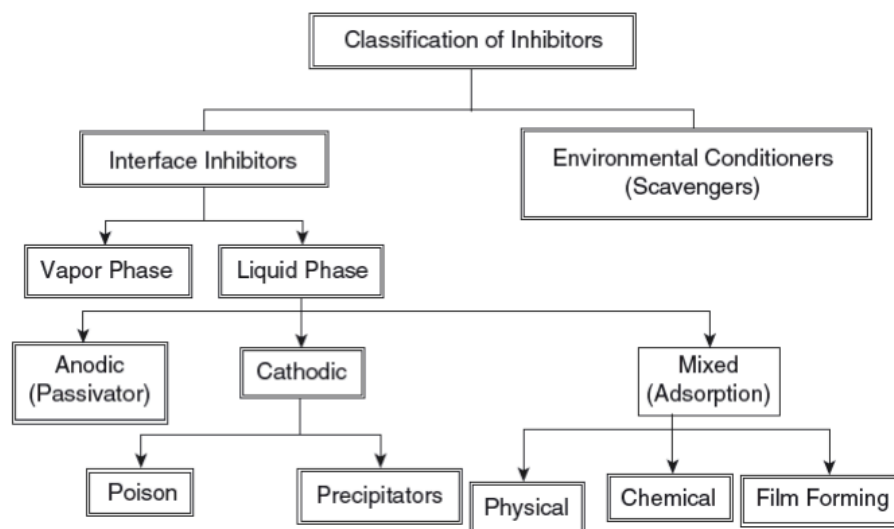 Classification of Inhibitors
Interface Inhibitors
Environmental Conditioners
(Scavengers)
Vapor Phase
Liquid Phase
Anodic
(Passivator)
Cathodic
Mixed
(Adsorption)
Poison
Precipitators
Physical
Chemical
Film Forming